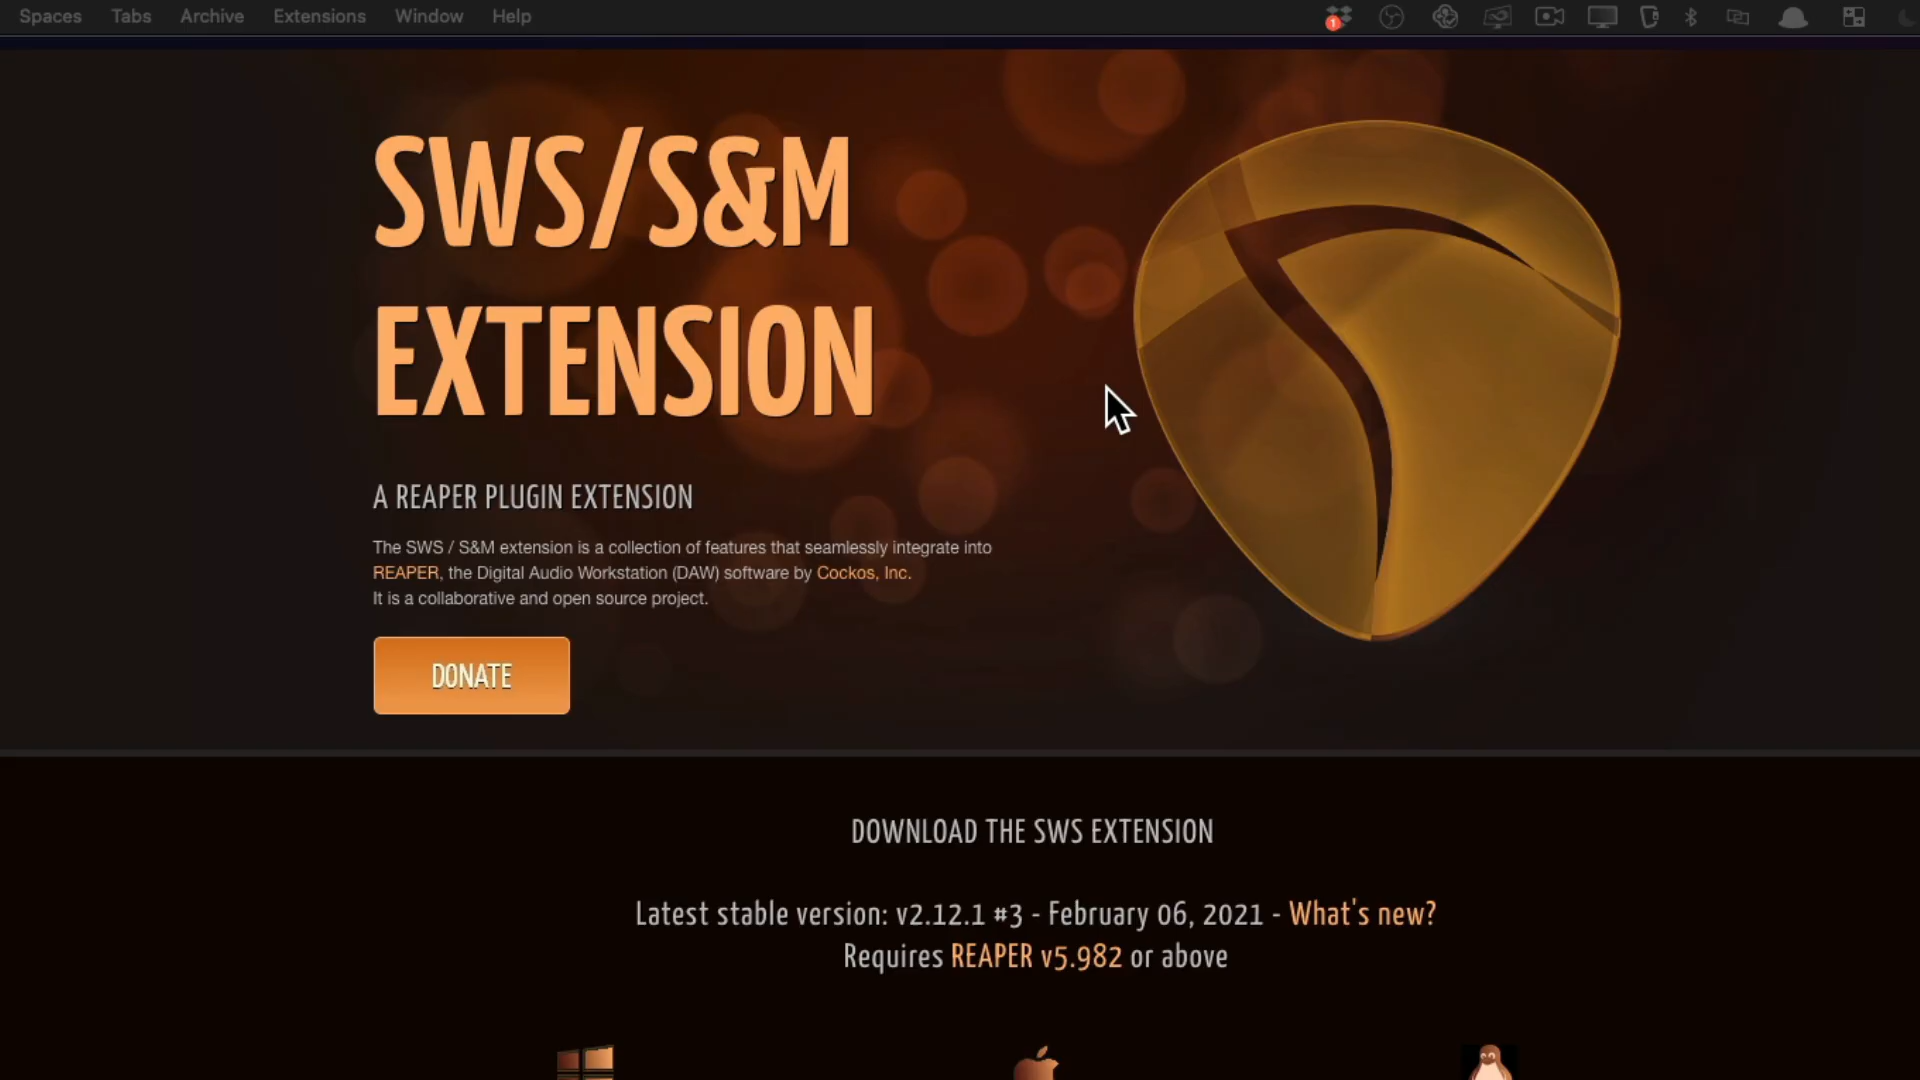 Spaces Tabs Archive Extensions Window Help
1
SWS/S&M
EXTENSION
A REAPER PLUGIN EXTENSION
The SWS / S&M extension is a collection of features that seamlessly integrate into
REAPER, the Digital Audio Workstation (DAW) software by Cockos, Inc.
It is a collaborative and open source project.
DONATE
DOWNLOAD THE SWS EXTENSION
Latest stable version: v2.12.1 #3 - February 06, 2021 - What's new?
Requires REAPER v5.982 or above